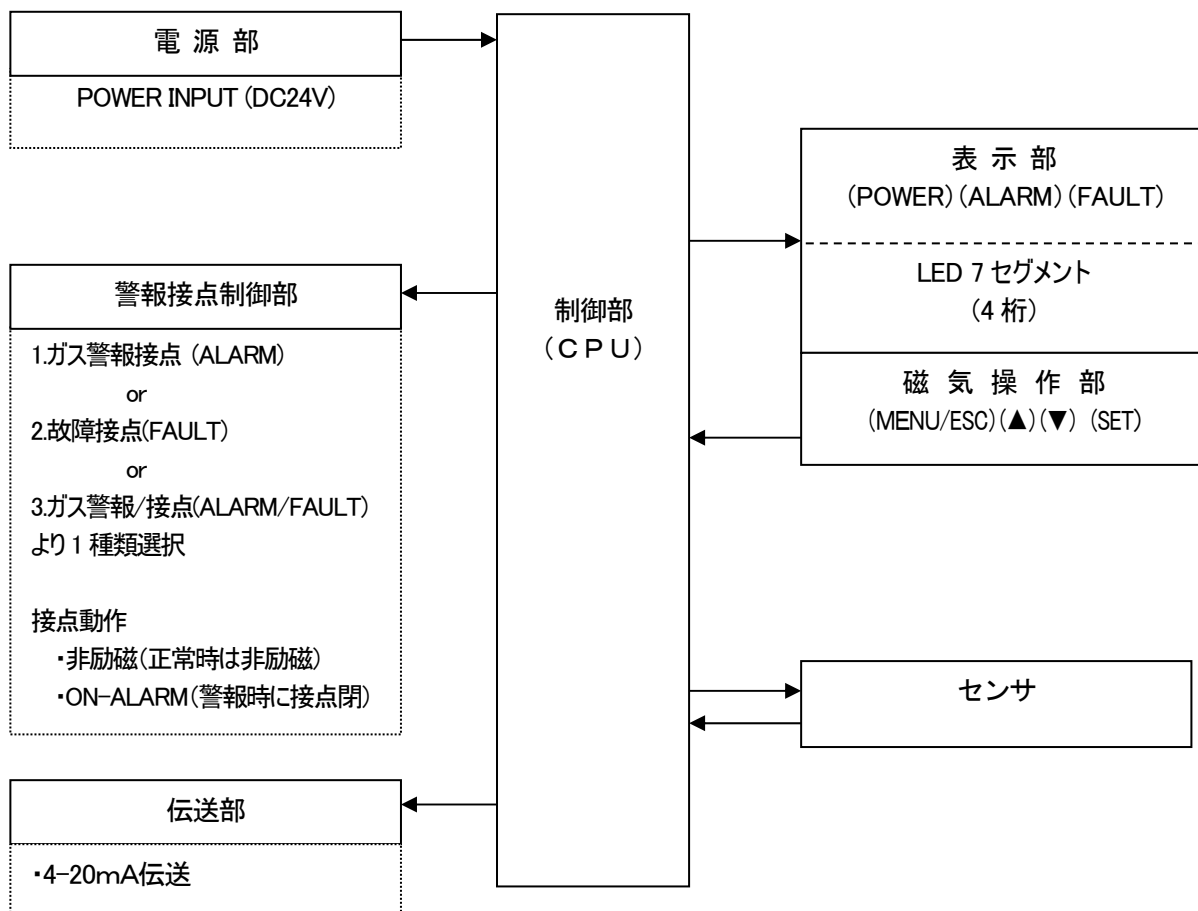 電 源 部
POWER INPUT (DC24V)
警報接点制御部
1.ガス警報接点 (ALARM)
or
2.故障接点(FAULT)
or
3.ガス警報/接点(ALARM/FAULT)
より 1 種類選択
接点動作
・非励磁(正常時は非励磁)
・ON-ALARM(警報時に接点閉)
伝送部
・4-20mA伝送
制御部
(CPU)
表 示 部
(POWER)(ALARM)(FAULT)
LED 7 セグメント
(4 桁)
磁 気 操 作 部
(MENU/ESC)(▲)(▼) (SET)
センサ